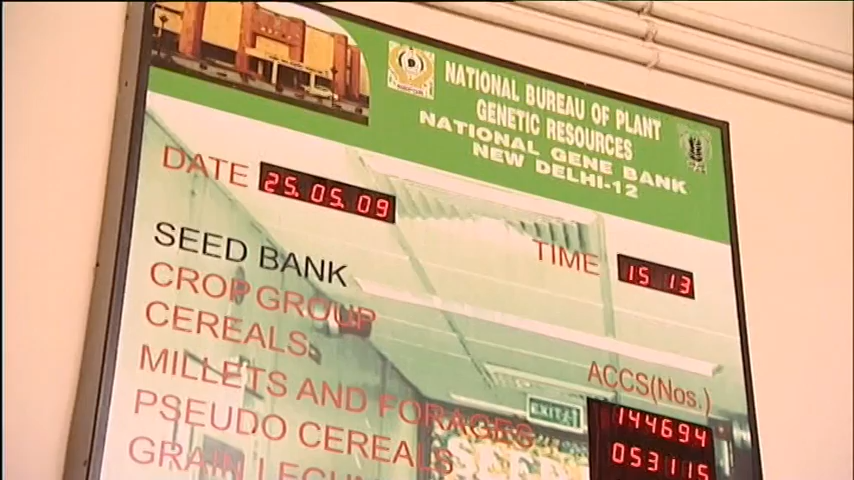 NATIONAL BUREAU OF PLANT
GENETIC RESOURCES
NATIONAL GENE BANK
NEW DELHI-12
DATE 25.05.09
TIME 15 13
SEED BANK
CROP GROUP ACCS(Nos.)
CEREALS 144694
MILLETS AND FORAGES 053115
PSEUDO CEREALS
GRAIN
EXIT